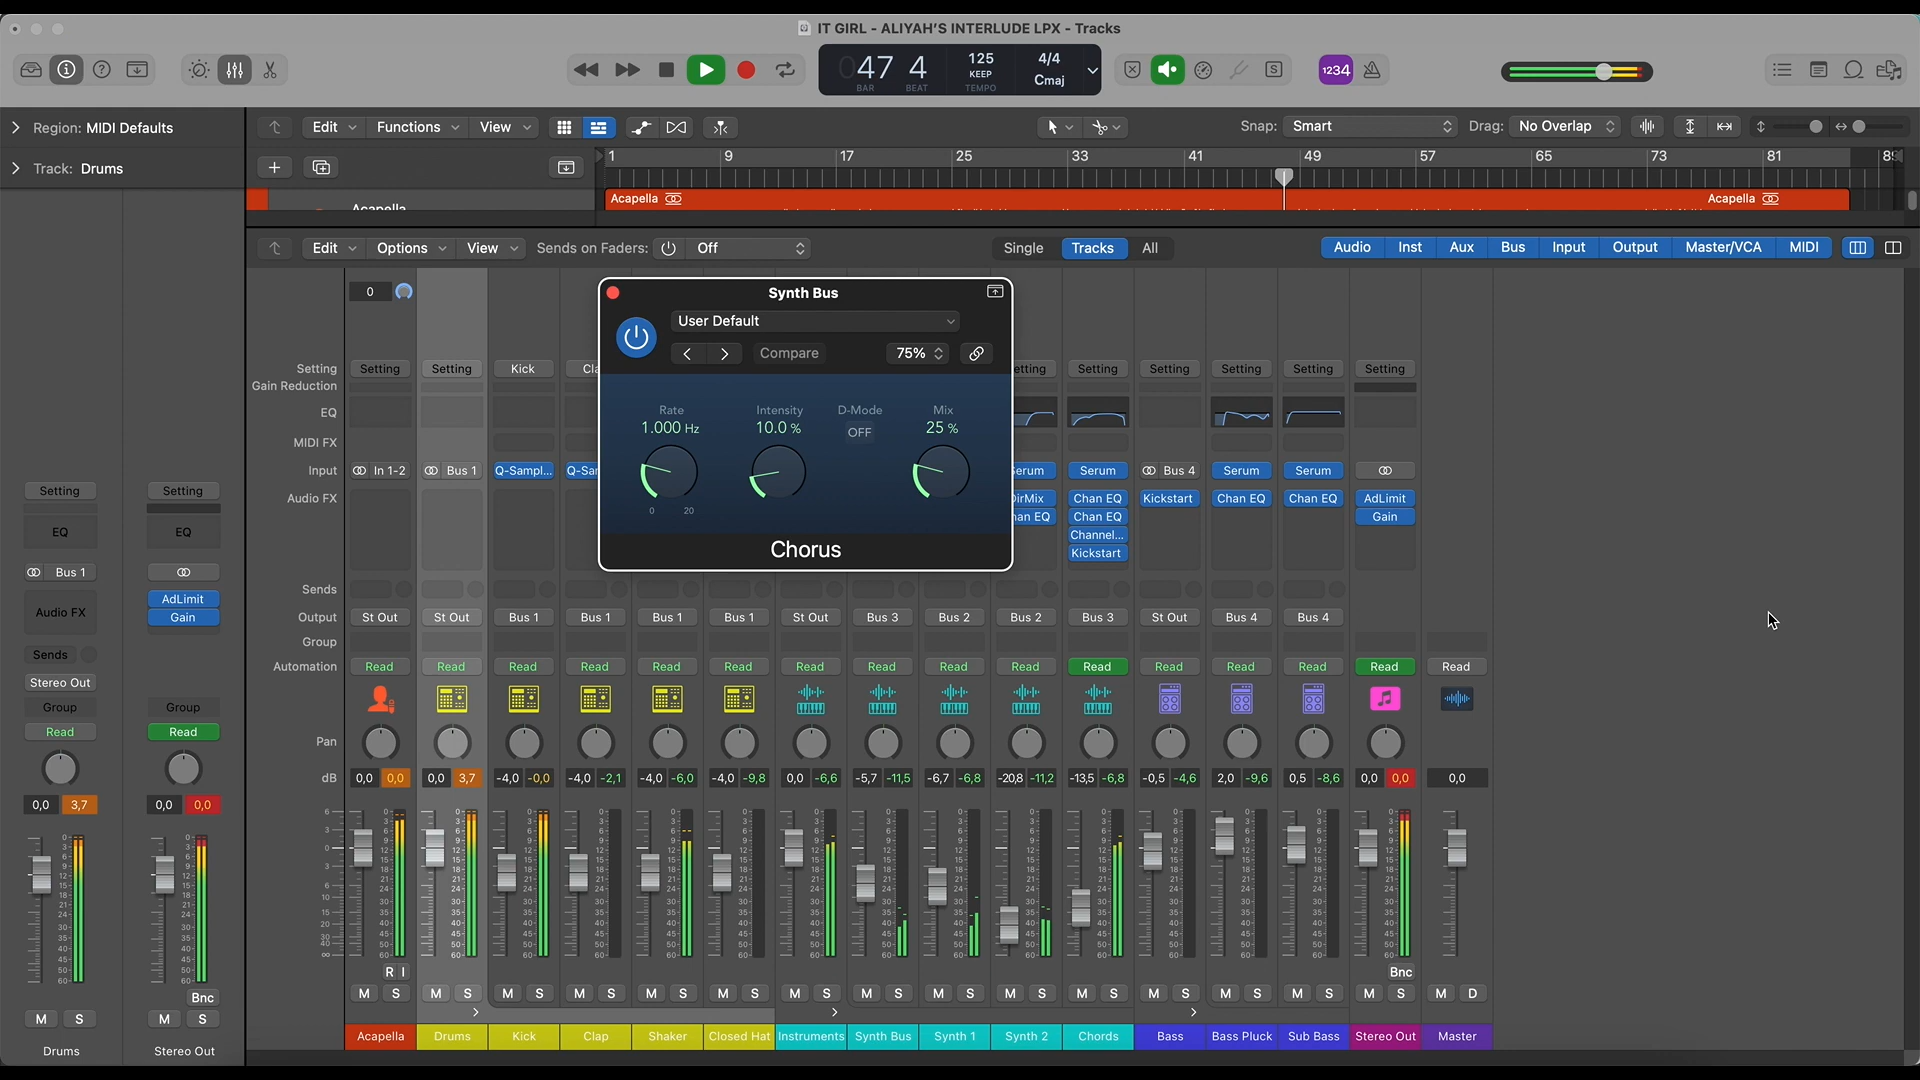 IT GIRL - ALIYAH'S INTERLUDE LPX - Tracks
047 4 125 KEEP 4/4 Cmaj
BAR BEAT TEMPO
1234
S
Region: MIDI Defaults
Edit Functions View
Snap: Smart Drag: No Overlap
Track: Drums
1 9 17 25 33 41 49 57 65 73 81
Acapella Acapella Acapella
Edit Options View Sends on Faders: Off
Single Tracks All
Audio Inst Aux Bus Input Output Master/VCA MIDI
0
Synth Bus
User Default
Compare 75%
Rate Intensity D-Mode Mix
1.000 Hz 10.0 % OFF 25 %
0 20
Chorus
Setting Setting Setting Kick Setting Setting Setting Setting Setting Setting
Gain Reduction
EQ
MIDI FX
Input In 1-2 Bus 1 Q-Sampl... Serum Bus 4 Serum Serum
Audio FX Chan EQ Kickstart Chan EQ Chan EQ AdLimit
Chan EQ Gain
Channel...
Kickstart
Sends
Output St Out St Out Bus 1 Bus 1 Bus 1 Bus 1 St Out Bus 3 Bus 2 Bus 2 Bus 3 St Out Bus 4 Bus 4
Group
Automation Read Read Read Read Read Read Read Read Read Read Read Read Read Read Read Read
Pan
dB 0,0 0,0 0,0 3,7 -4,0 -0,0 -4,0 -2,1 -4,0 -6,0 -4,0 -9,8 0,0 -6,6 -5,7 -11,5 -6,7 -6,8 -20,8 -11,2 -13,5 -6,8 -0,5 -4,6 2,0 -9,6 0,5 -8,6 0,0 0,0 0,0
R I Bnc
M S M S M S M S M S M S M S M S M S M S M S M S M S M S M S M D
Acapella Drums Kick Clap Shaker Closed Hat Instruments Synth Bus Synth 1 Synth 2 Chords Bass Bass Pluck Sub Bass Stereo Out Master
Setting Setting
EQ EQ
Bus 1
Audio FX AdLimit
Gain
Sends
Stereo Out
Group Group
Read Read
0,0 3,7 0,0 0,0
Bnc
M S M S
Drums Stereo Out